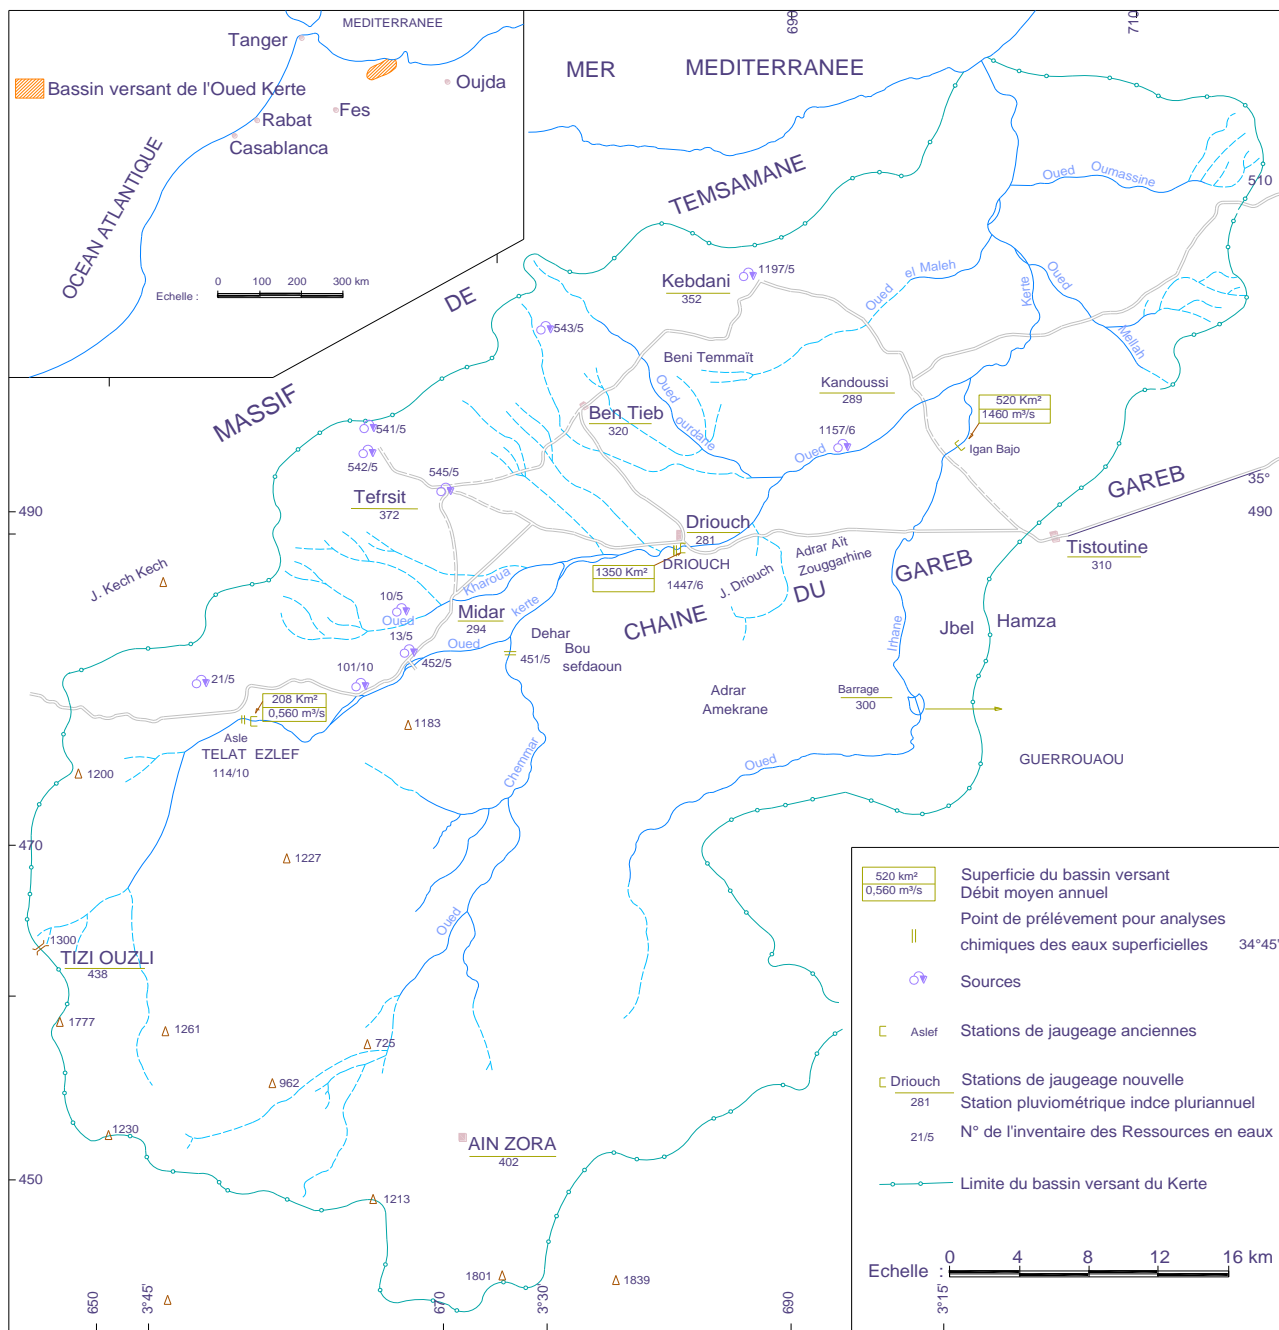 MEDITERRANEE
Tanger
Bassin versant de l'Oued Kerte
Oujda
Fes
Rabat
Casablanca
OCEAN ATLANTIQUE
0 100 200 300 km
Echelle :
690
710
MER MEDITERRANEE
TEMSAMANE
Oued Oumassine
510
Kebdani
352
1197/5
Oued el Maleh
Kerte
Oued
Mellah
DE
543/5
Beni Temmaït
Kandoussi
289
MASSIF
Ben Tieb
320
Oued
ourdane
520 Km²
1460 m³/s
Igan Bajo
1157/6
Oued
541/5
542/5
545/5
Tefrsit
372
GAREB
35°
490
490
Driouch
281
DRIOUCH
1447/6
1350 Km²
J. Driouch
Adrar Aït
Zouggarhine
Tistoutine
310
GAREB
DU
CHAINE
J. Kech Kech
Kharoua
Oued
10/5
13/5
Midar
294
kerte
Oued
Dehar
Bou
sefdaoun
451/5
452/5
Irhane
Jbel Hamza
21/5
101/10
208 Km²
0,560 m³/s
Asle
TELAT EZLEF
114/10
1183
Adrar
Amekrane
Barrage
300
Chemmar
1200
Oued
GUERROUAOU
470
1227
Oued
1300
TIZI OUZLI
438
1777
1261
725
962
1230
AIN ZORA
402
450
1213
1801
1839
650
3°45'
670
3°30'
690
3°15'
520 km²
0,560 m³/s
Superficie du bassin versant
Débit moyen annuel
Point de prélévement pour analyses
chimiques des eaux superficielles
34°45'
Sources
Aslef Stations de jaugeage anciennes
Driouch Stations de jaugeage nouvelle
281 Station pluviométrique indce pluriannuel
21/5 N° de l'inventaire des Ressources en eaux
Limite du bassin versant du Kerte
Echelle : 0 4 8 12 16 km